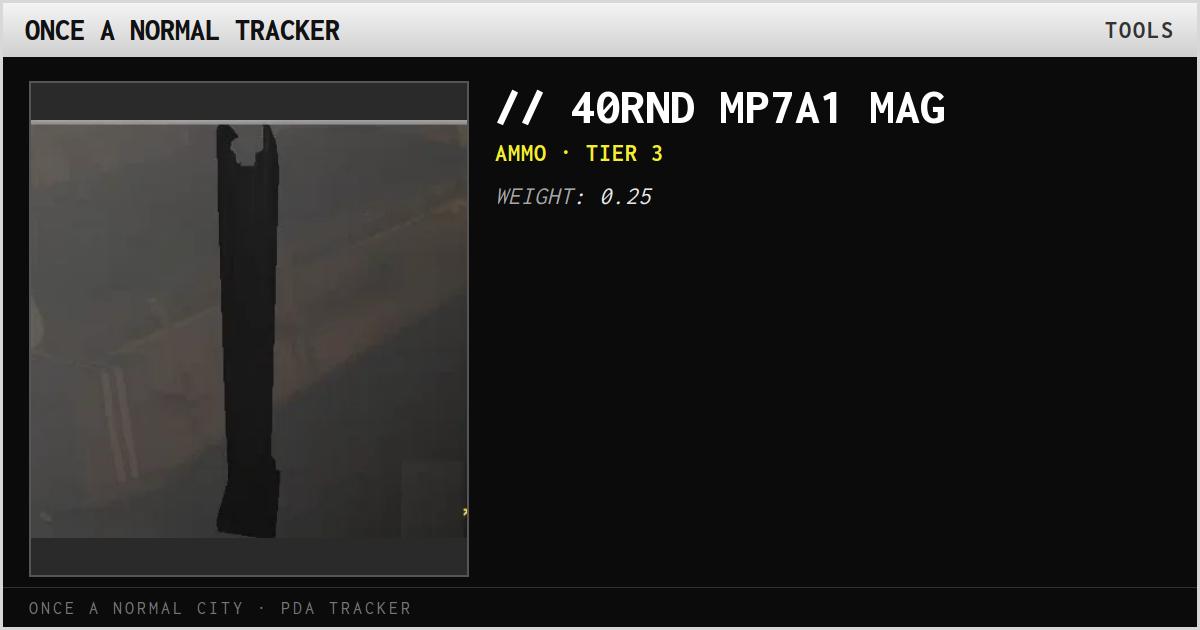 ONCE A NORMAL TRACKER
TOOLS
// 40RND MP7A1 MAG
AMMO · TIER 3
WEIGHT: 0.25
ONCE A NORMAL CITY · PDA TRACKER